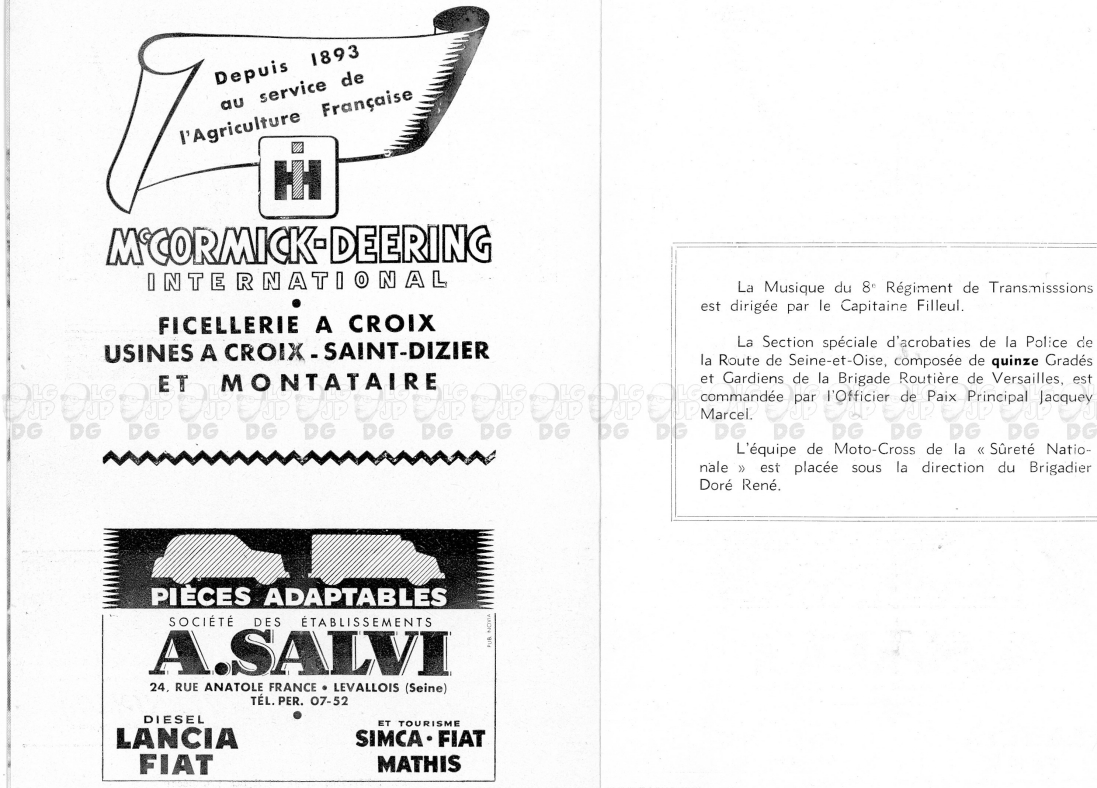 Depuis 1893
au service de
l'Agriculture Française
IH
McCORMICK-DEERING
INTERNATIONAL
FICELLERIE A CROIX
USINES A CROIX - SAINT-DIZIER
ET MONTATAIRE
PIÈCES ADAPTABLES
SOCIÉTÉ DES ÉTABLISSEMENTS
A.SALVI
24, RUE ANATOLE FRANCE • LEVALLOIS (Seine)
TÉL. PER. 07-52
DIESEL
LANCIA
FIAT
ET TOURISME
SIMCA • FIAT
MATHIS
La Musique du 8e Régiment de Transmisssions
est dirigée par le Capitaine Filleul.
La Section spéciale d'acrobaties de la Police de
la Route de Seine-et-Oise, composée de quinze Gradés
et Gardiens de la Brigade Routière de Versailles, est
commandée par l'Officier de Paix Principal Jacquey
Marcel.
L'équipe de Moto-Cross de la « Sûreté Natio-
nale » est placée sous la direction du Brigadier
Doré René.